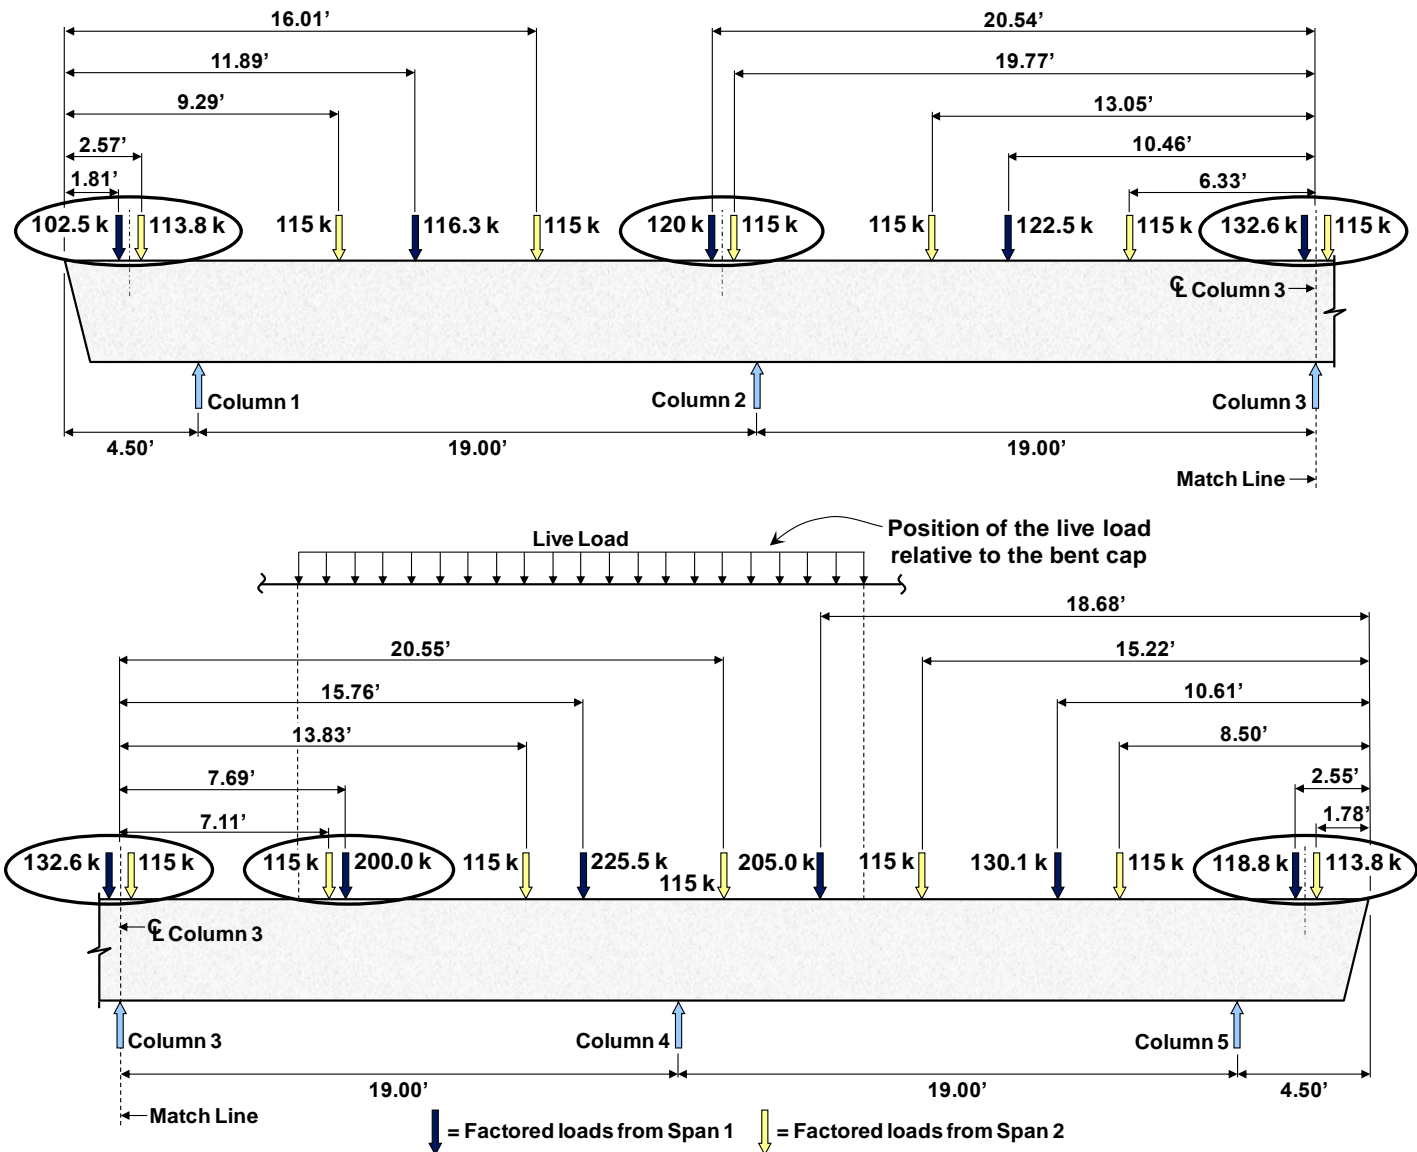 16.01’ 20.54’
11.89’ 19.77’
9.29’ 13.05’
2.57’ 10.46’
1.81’ 6.33’
102.5 k 113.8 k 115 k 116.3 k 115 k 120 k 115 k 115 k 122.5 k 115 k 132.6 k 115 k
℄ Column 3
Column 1 Column 2 Column 3
4.50’ 19.00’ 19.00’
Match Line
Live Load
Position of the live load
relative to the bent cap
18.68’
20.55’ 15.22’
15.76’ 10.61’
13.83’ 8.50’
7.69’ 2.55’
7.11’ 1.78’
132.6 k 115 k 115 k 200.0 k 115 k 225.5 k 115 k 205.0 k 115 k 130.1 k 115 k 118.8 k 113.8 k
℄ Column 3
Column 3 Column 4 Column 5
19.00’ 19.00’ 4.50’
Match Line
= Factored loads from Span 1 = Factored loads from Span 2